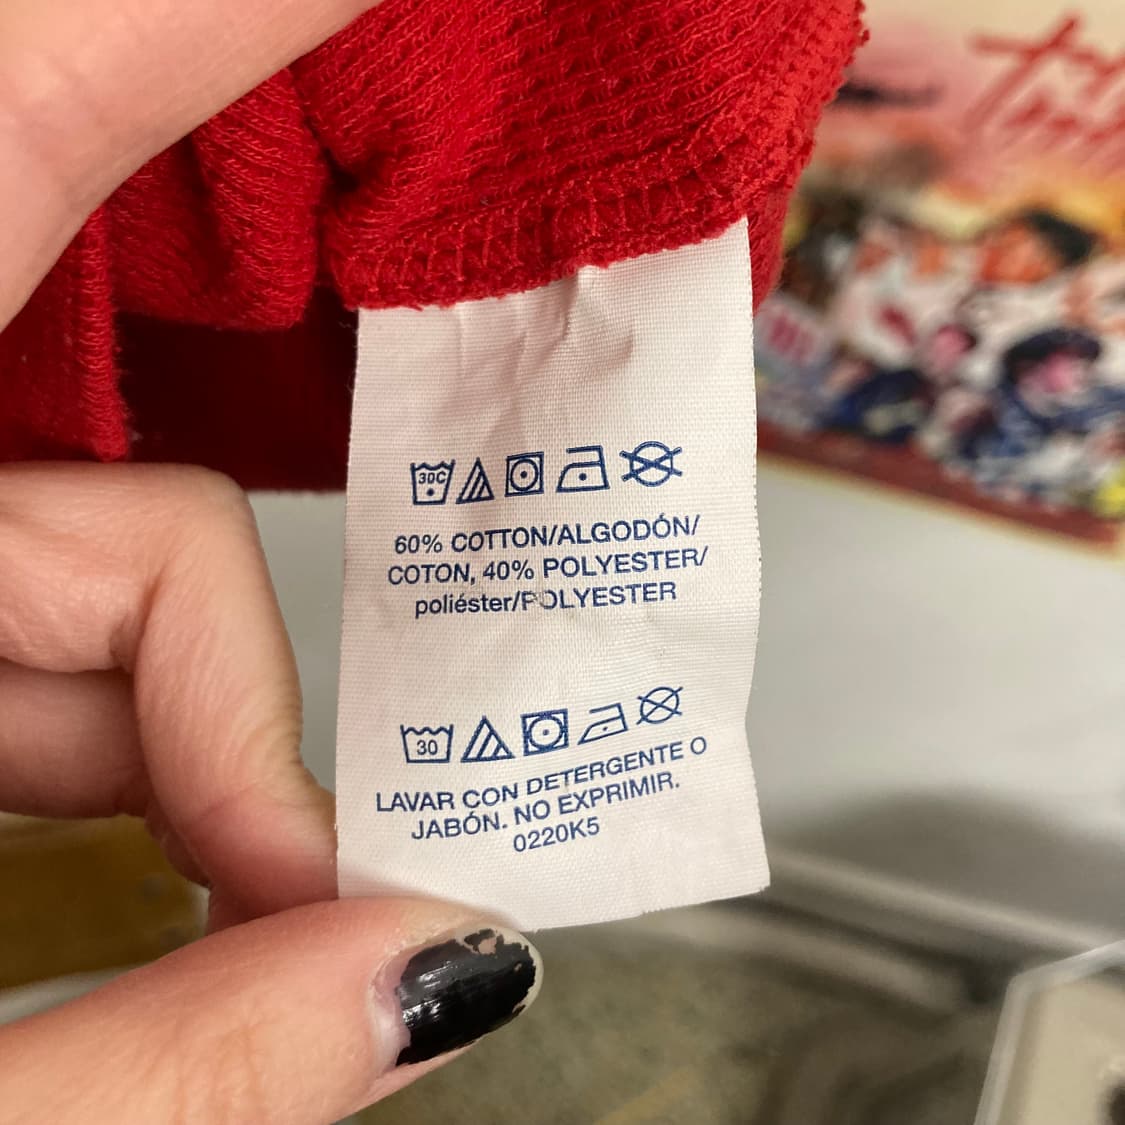 30C
60% COTTON/ALGODÓN/
COTON, 40% POLYESTER/
poliéster/POLYESTER
30
LAVAR CON DETERGENTE O
JABÓN. NO EXPRIMIR.
0220K5